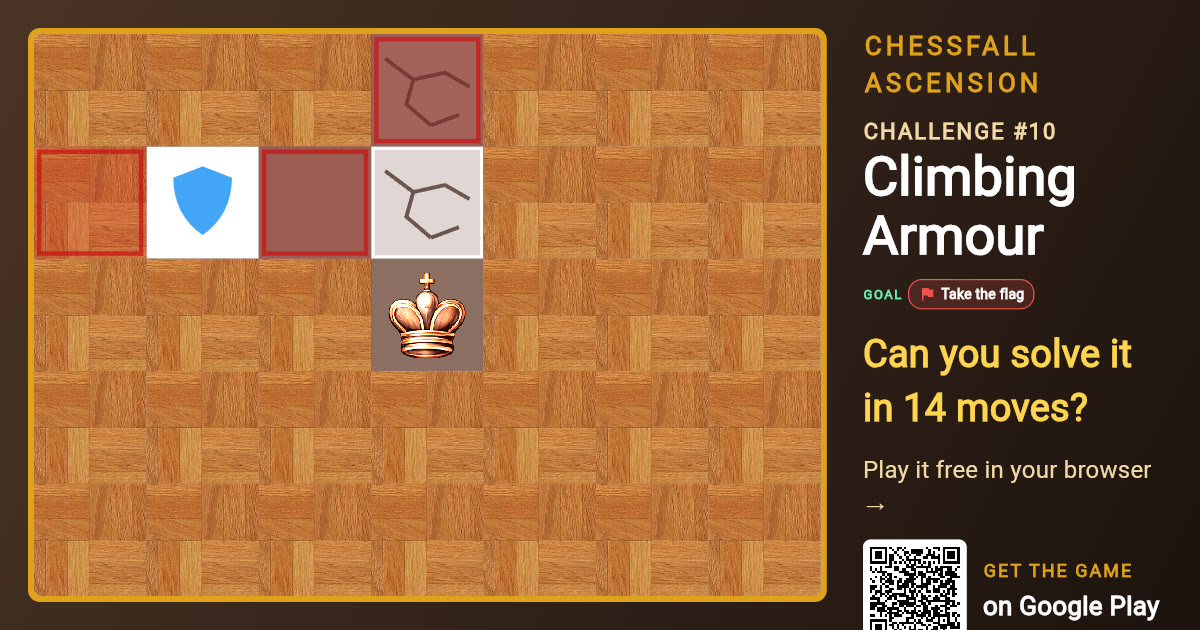 CHESSFALL
ASCENSION
CHALLENGE #10
Climbing
Armour
GOAL Take the flag
Can you solve it
in 14 moves?
Play it free in your browser
→
GET THE GAME
on Google Play